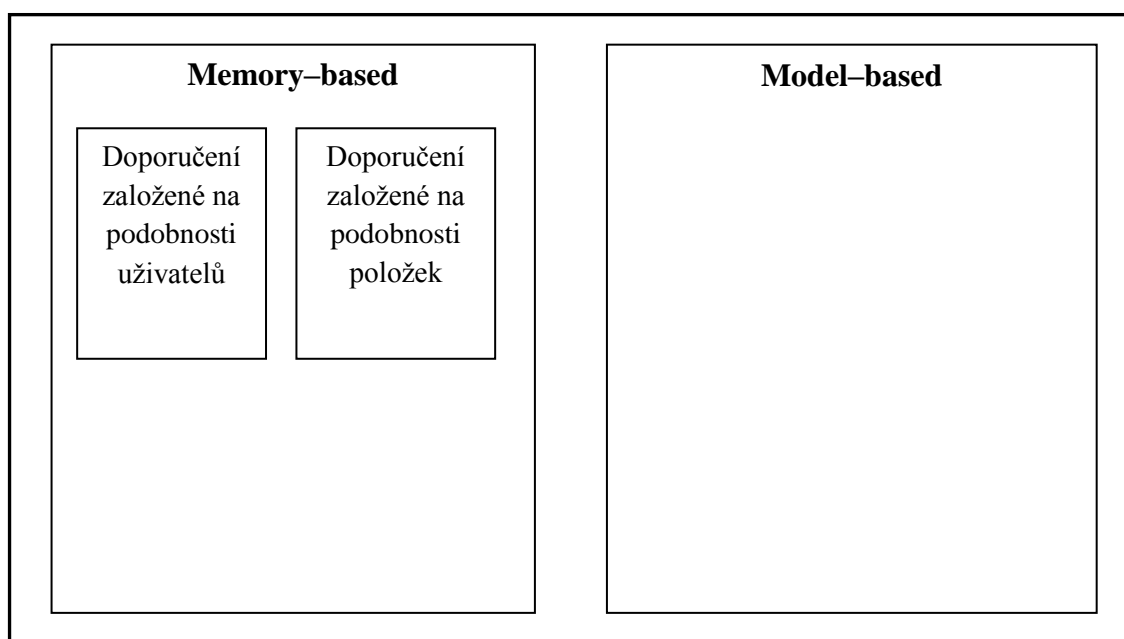 Memory–based
Doporučení
založené na
podobnosti
uživatelů
Doporučení
založené na
podobnosti
položek
Model–based